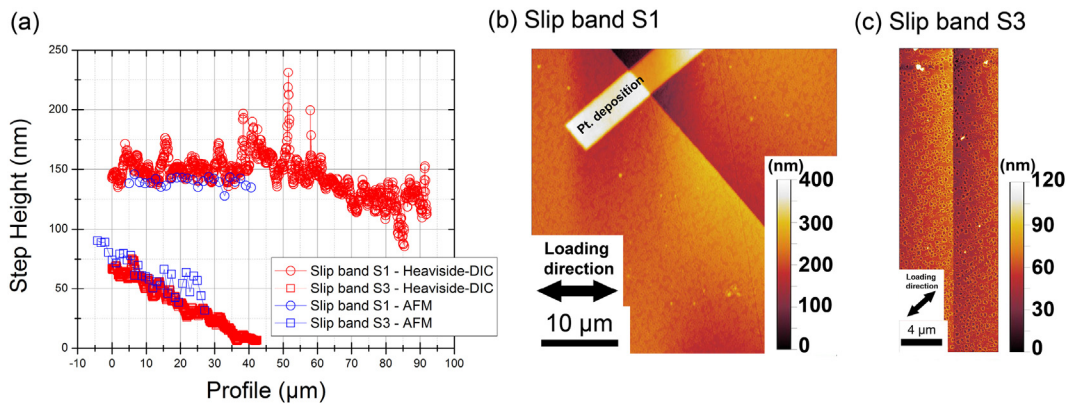 (a)
Step Height (nm)
250
200
150
100
50
0
-10 0 10 20 30 40 50 60 70 80 90 100
Profile (µm)
Slip band S1 - Heaviside-DIC
Slip band S3 - Heaviside-DIC
Slip band S1 - AFM
Slip band S3 - AFM
(b) Slip band S1
Pt. deposition
Loading
direction
10 µm
(nm)
400
300
200
100
0
(c) Slip band S3
Loading
direction
4 µm
(nm)
120
90
60
30
0